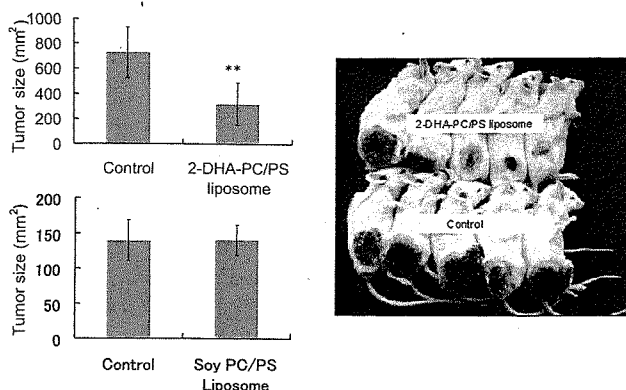 Tumor size (mm²)
1000
800
600
400
200
0
**
Control
2-DHA-PC/PS
liposome
Tumor size (mm²)
200
150
100
50
0
Control
Soy PC/PS
Liposome
2-DHA-PC/PS liposome
Control